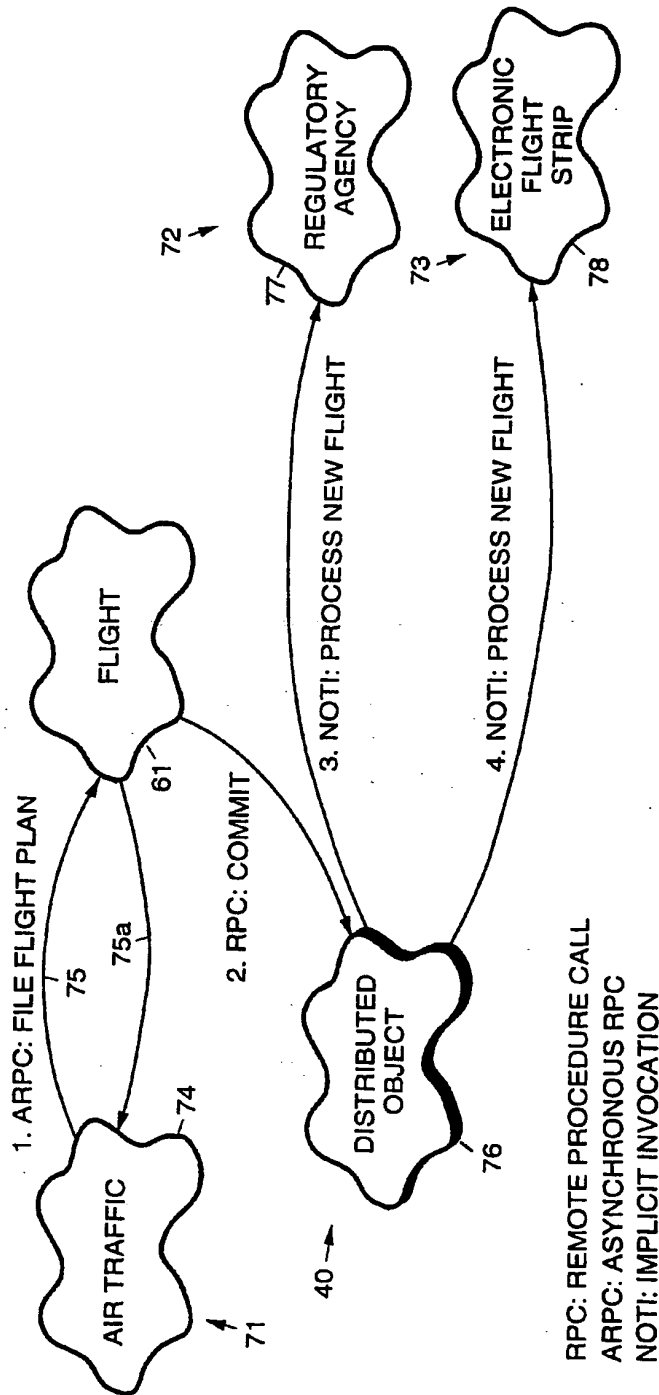 1. ARPC: FILE FLIGHT PLAN
75
75a
AIR TRAFFIC
74
71
FLIGHT
61
2. RPC: COMMIT
DISTRIBUTED
OBJECT
40
76
3. NOTI: PROCESS NEW FLIGHT
4. NOTI: PROCESS NEW FLIGHT
72
77
REGULATORY
AGENCY
73
ELECTRONIC
FLIGHT
STRIP
78
RPC: REMOTE PROCEDURE CALL
ARPC: ASYNCHRONOUS RPC
NOTI: IMPLICIT INVOCATION